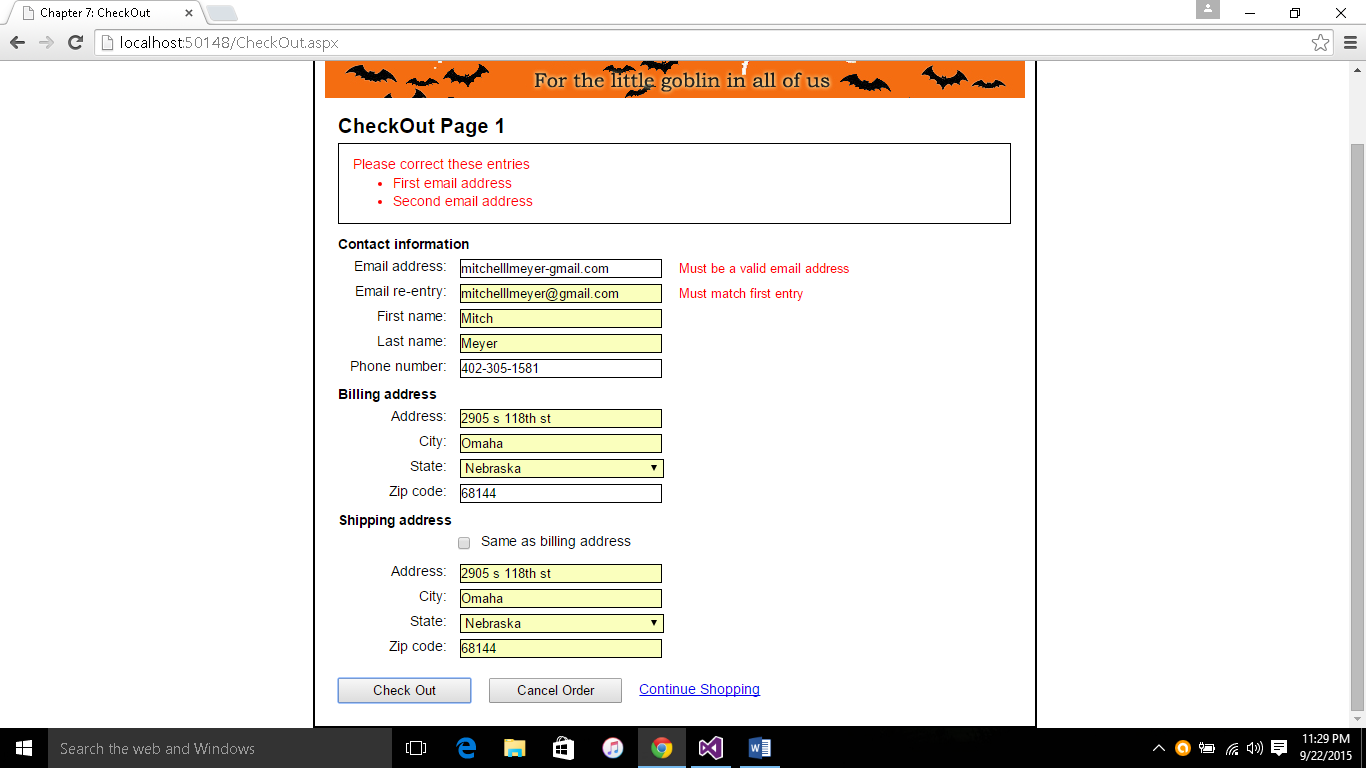 Chapter 7: CheckOut
localhost:50148/CheckOut.aspx
For the little goblin in all of us
CheckOut Page 1
Please correct these entries
• First email address
• Second email address
Contact information
Email address: mitchelllmeyer-gmail.com Must be a valid email address
Email re-entry: mitchelllmeyer@gmail.com Must match first entry
First name: Mitch
Last name: Meyer
Phone number: 402-305-1581
Billing address
Address: 2905 s 118th st
City: Omaha
State: Nebraska
Zip code: 68144
Shipping address
Same as billing address
Address: 2905 s 118th st
City: Omaha
State: Nebraska
Zip code: 68144
Check Out Cancel Order Continue Shopping
Search the web and Windows
11:29 PM
9/22/2015